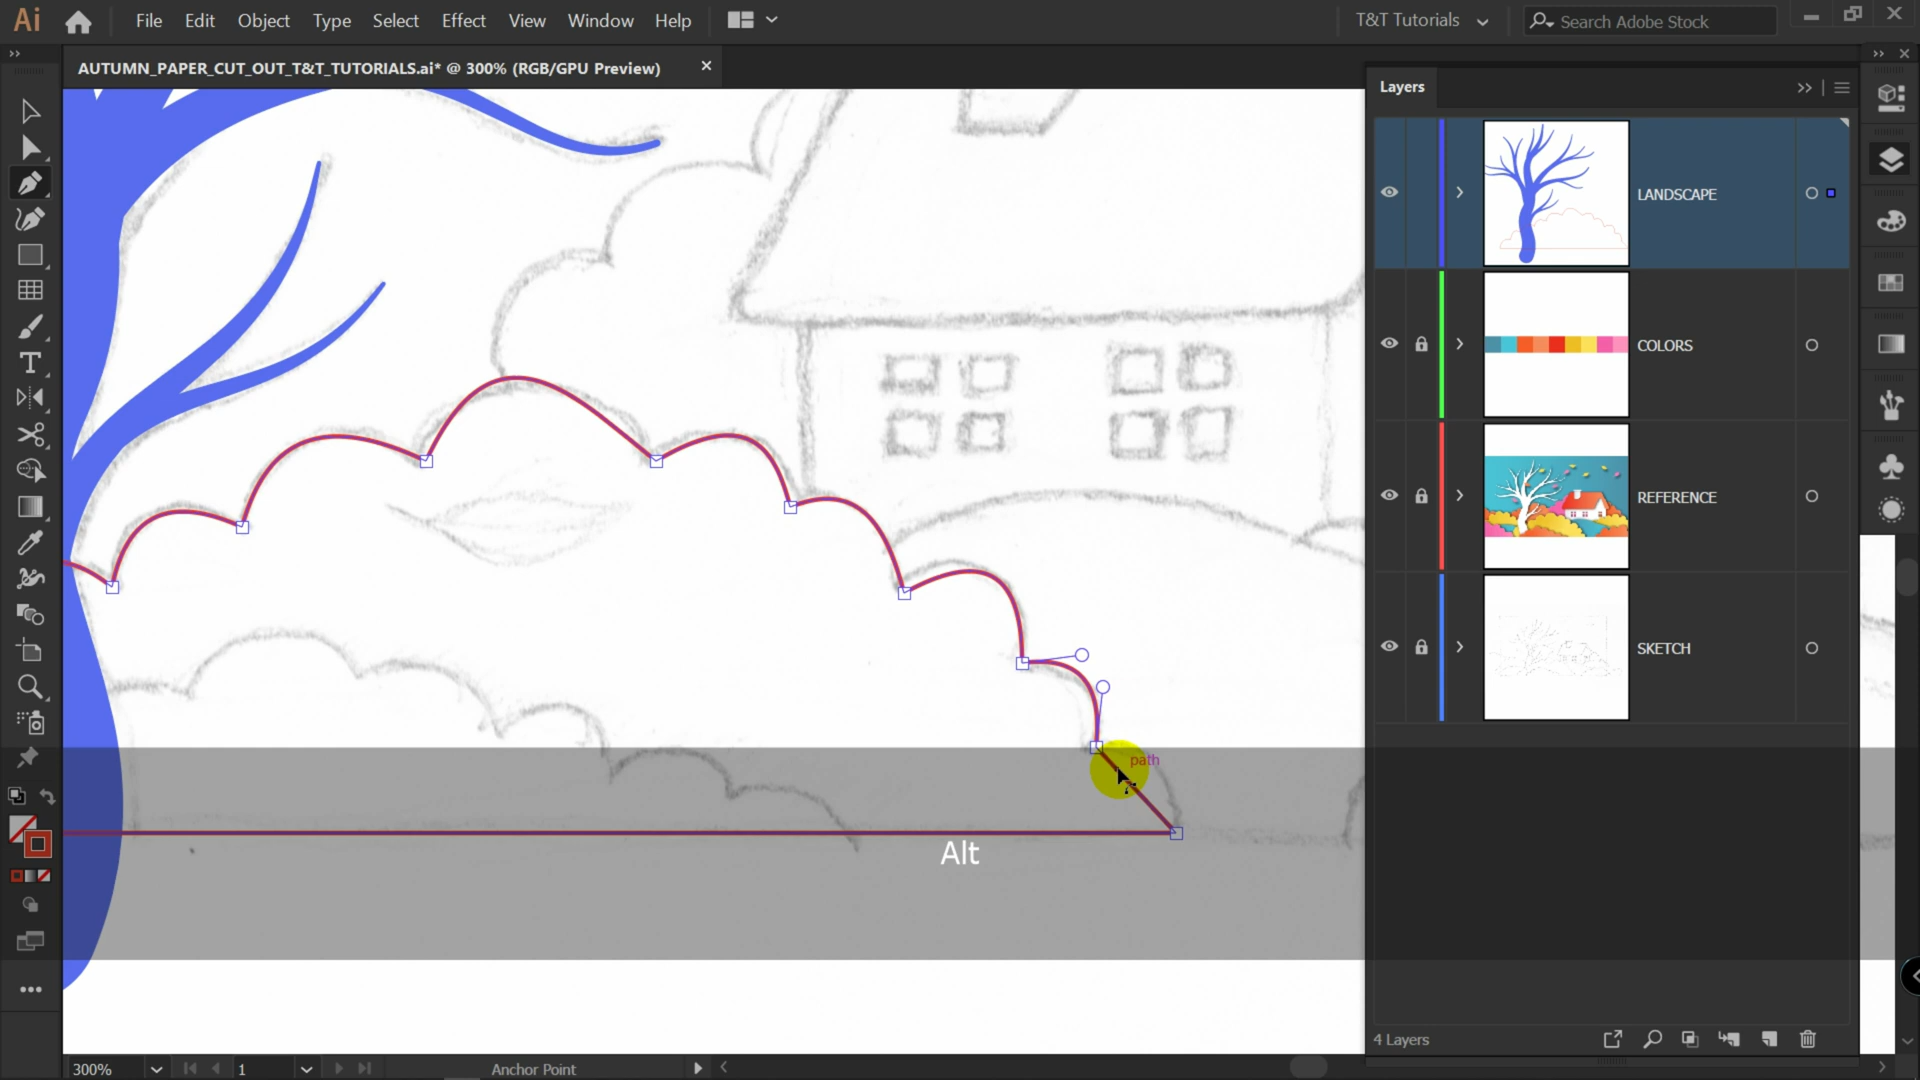 Ai File Edit Object Type Select Effect View Window Help T&T Tutorials Search Adobe Stock
AUTUMN_PAPER_CUT_OUT_T&T_TUTORIALS.ai* @ 300% (RGB/GPU Preview)
Layers
LANDSCAPE
COLORS
REFERENCE
SKETCH
path
Alt
4 Layers
300% 1 Anchor Point